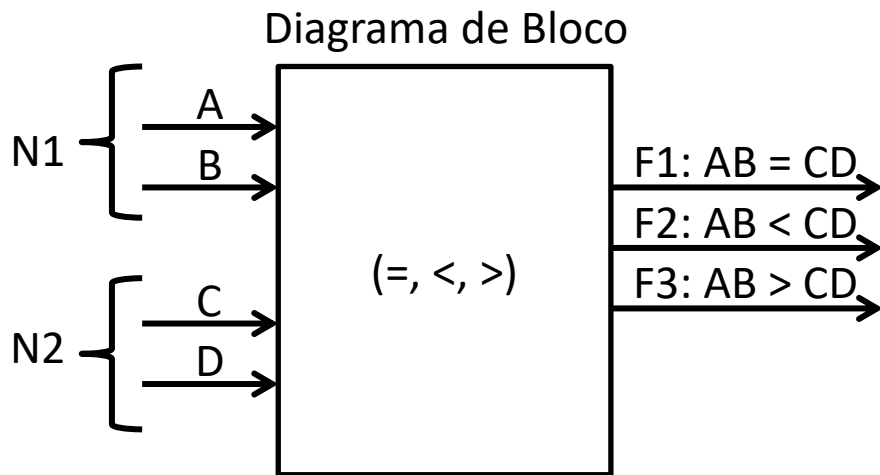 Diagrama de Bloco
N1
A
B
N2
C
D
(=, <, >)
F1: AB = CD
F2: AB < CD
F3: AB > CD